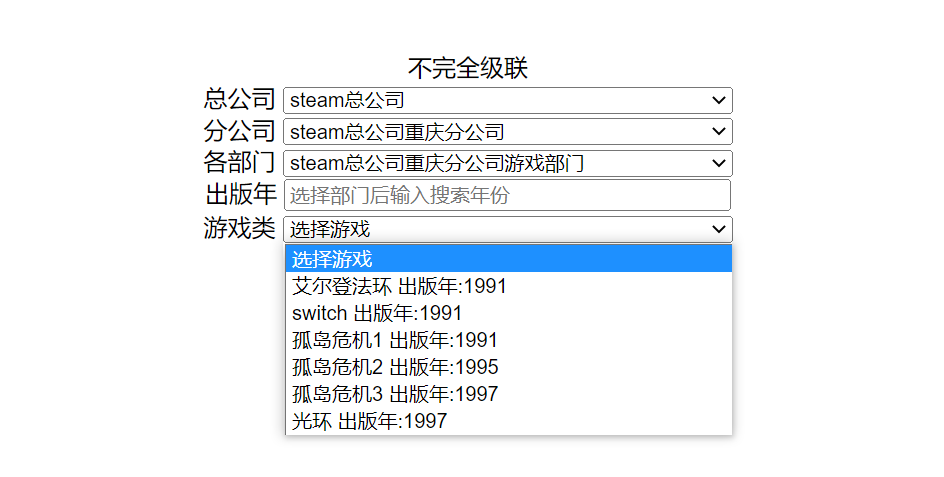 不完全级联
总公司 steam总公司
分公司 steam总公司重庆分公司
各部门 steam总公司重庆分公司游戏部门
出版年 选择部门后输入搜索年份
游戏类 选择游戏
选择游戏
艾尔登法环 出版年:1991
switch 出版年:1991
孤岛危机1 出版年:1991
孤岛危机2 出版年:1995
孤岛危机3 出版年:1997
光环 出版年:1997